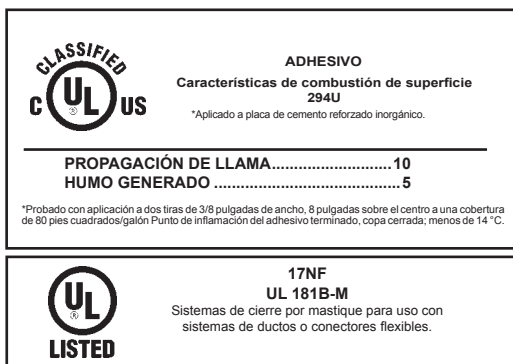 CLASSIFIED
C UL US
®
ADHESIVO
Características de combustión de superficie
294U
*Aplicado a placa de cemento reforzado inorgánico.
PROPAGACIÓN DE LLAMA............................10
HUMO GENERADO ...........................................5
*Probado con aplicación a dos tiras de 3/8 pulgadas de ancho, 8 pulgadas sobre el centro a una cobertura
de 80 pies cuadrados/galón Punto de inflamación del adhesivo terminado, copa cerrada; menos de 14 °C.
UL
®
LISTED
17NF
UL 181B-M
Sistemas de cierre por mastique para uso con
sistemas de ductos o conectores flexibles.